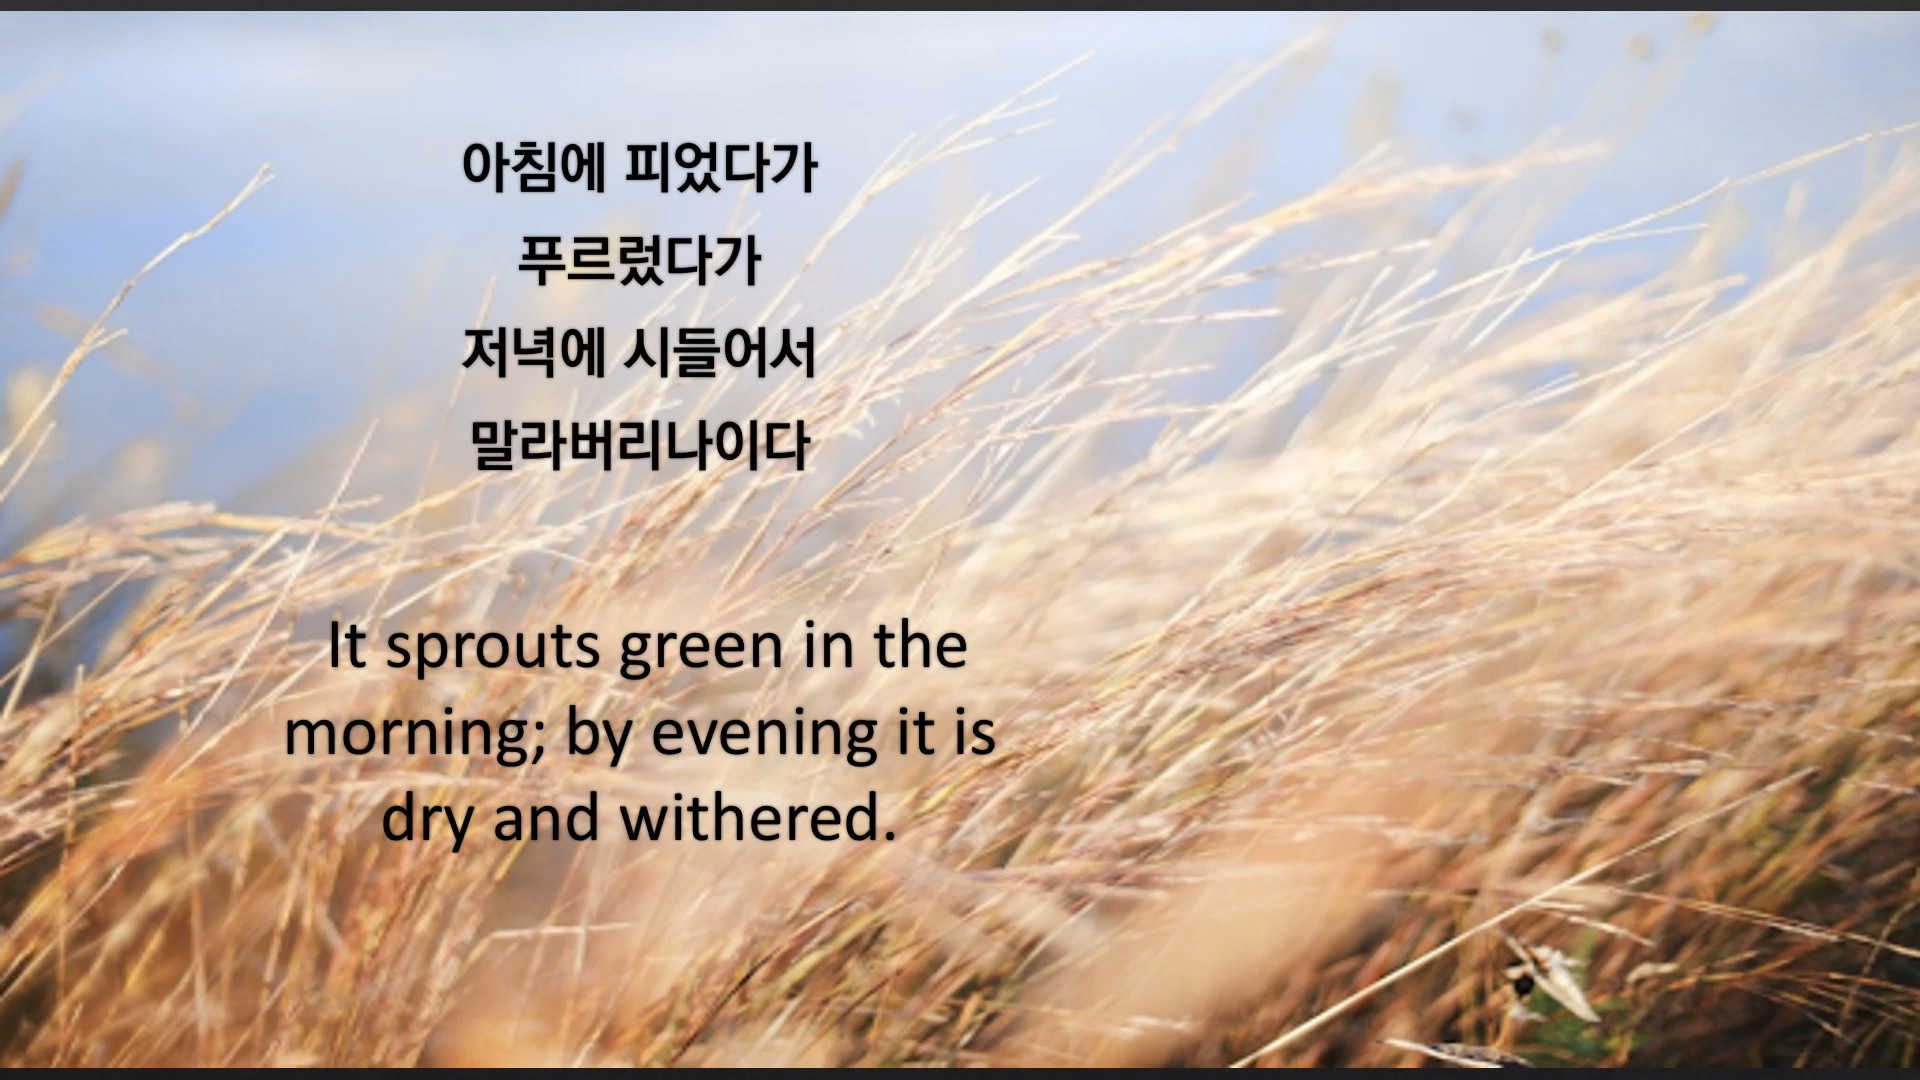 아침에 피었다가
푸르렀다가
저녁에 시들어서
말라버리나이다
It sprouts green in the
morning; by evening it is
dry and withered.